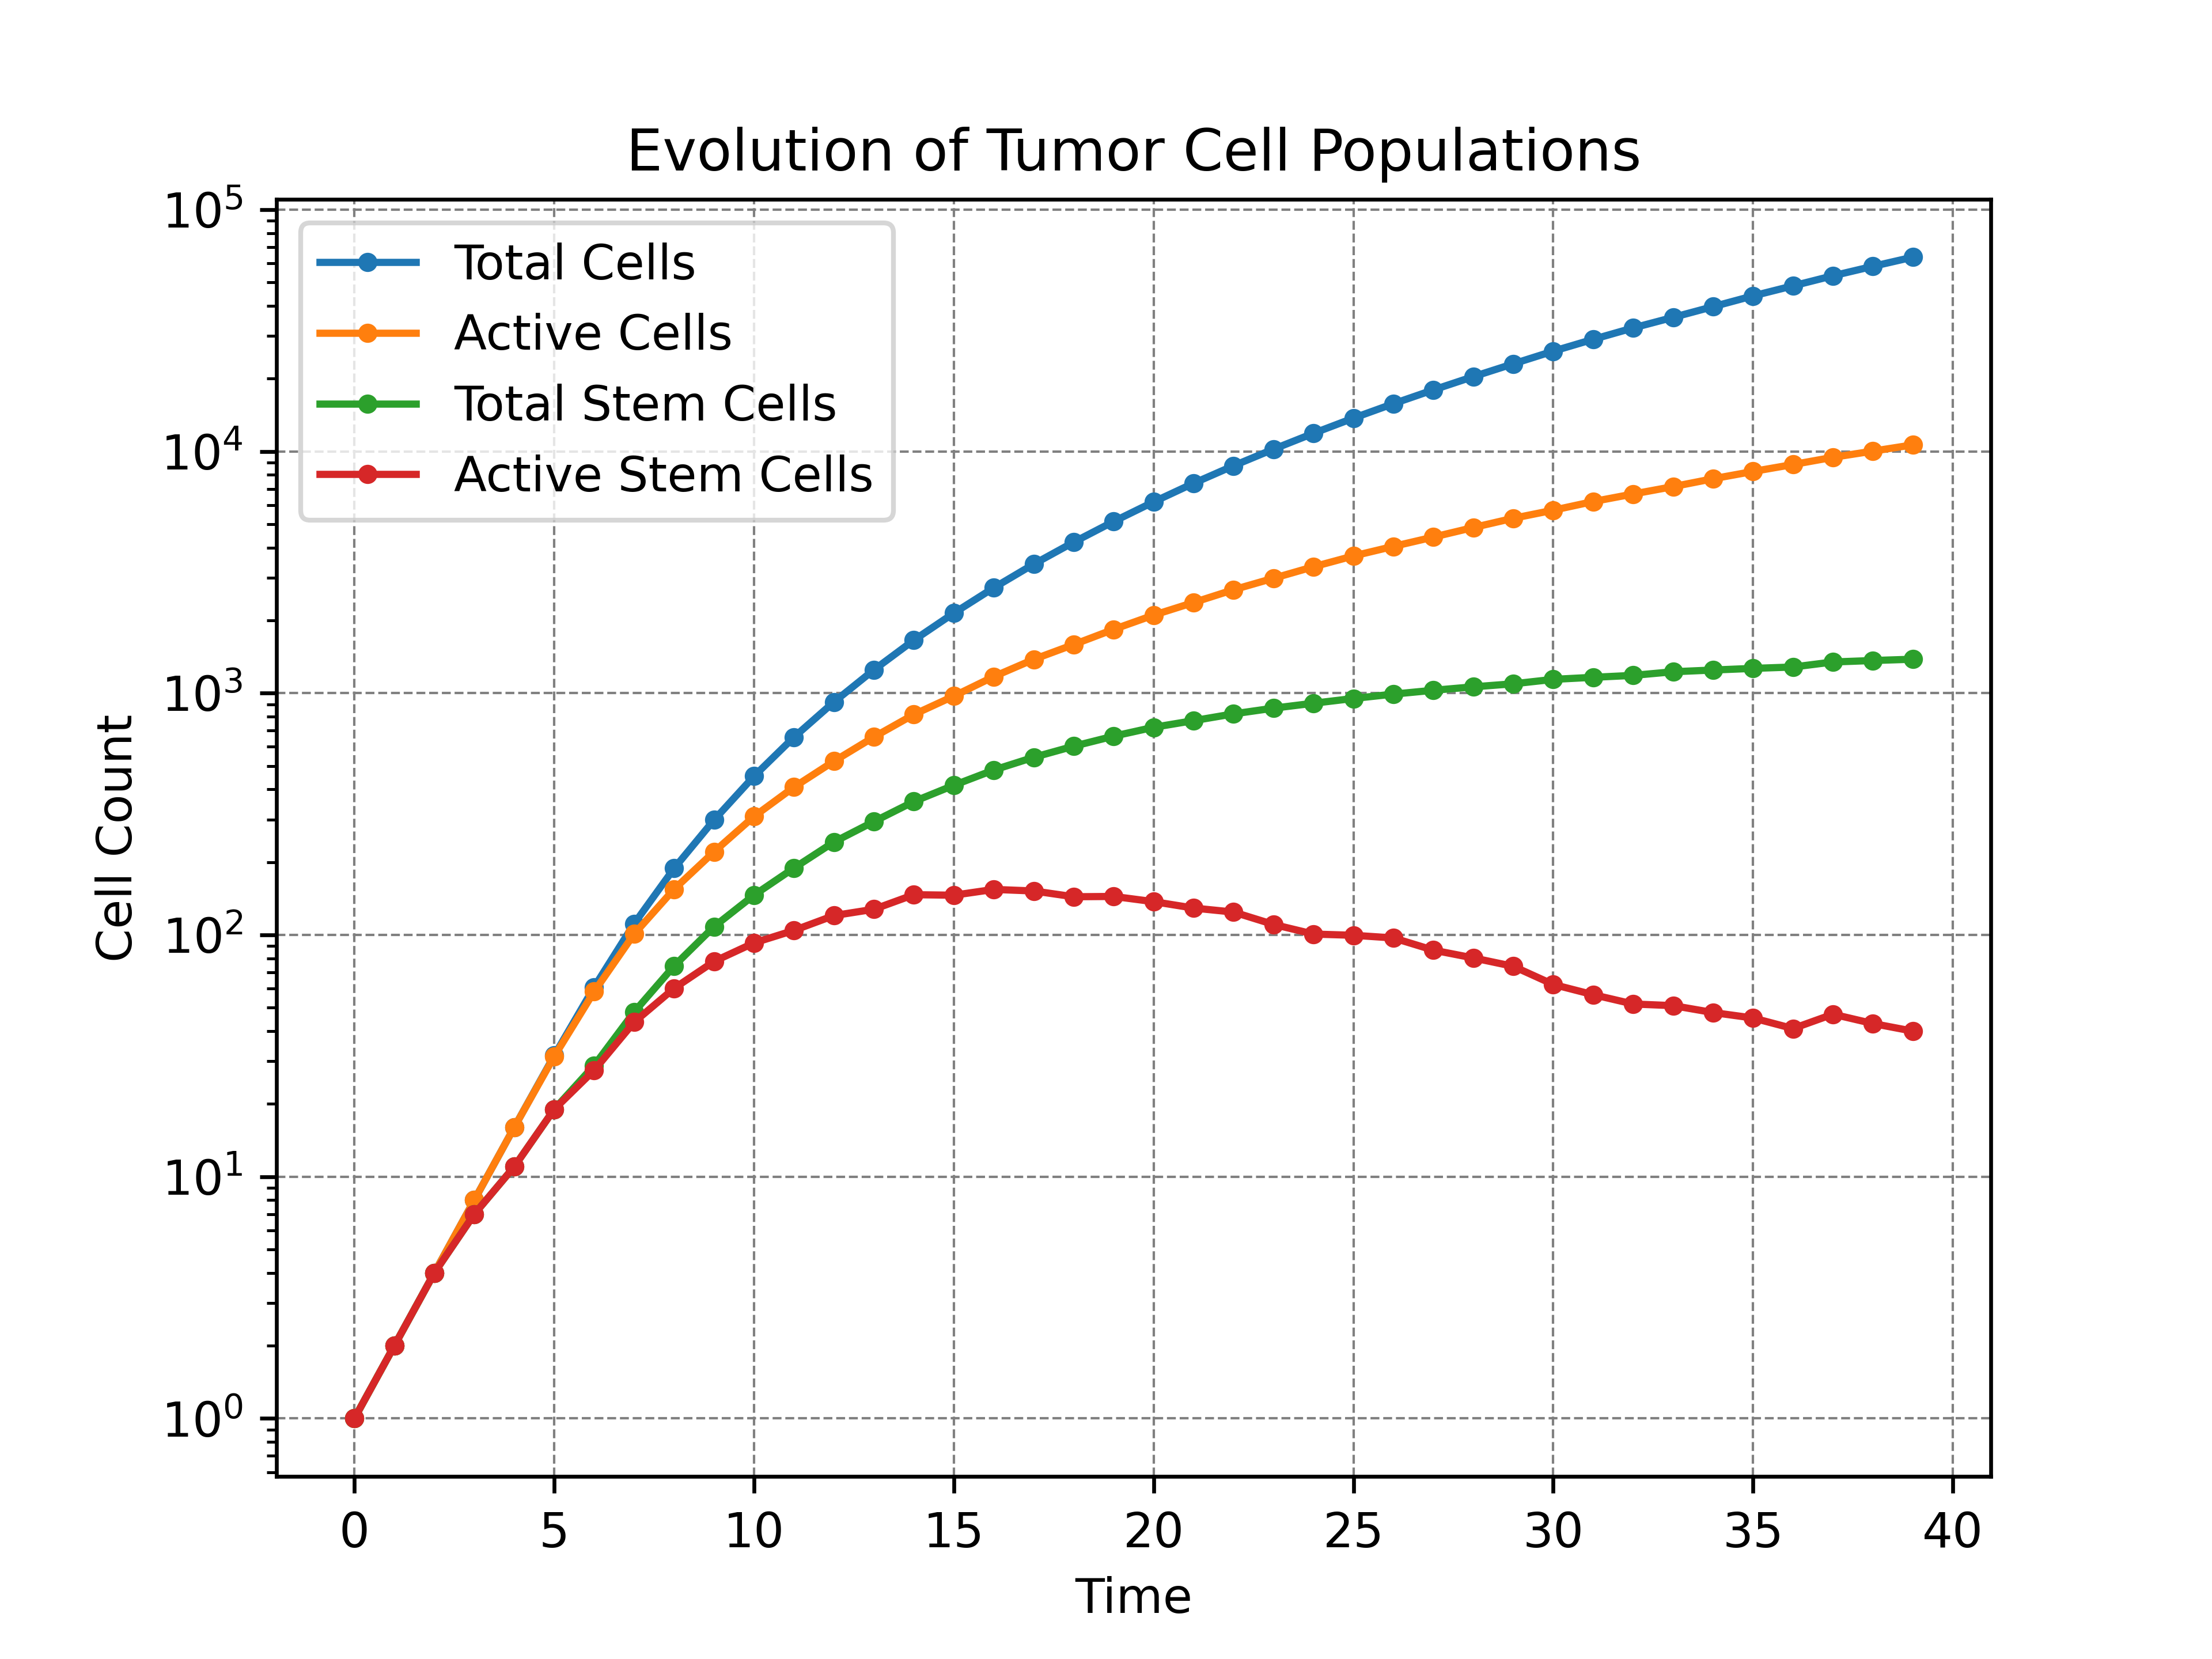 Evolution of Tumor Cell Populations
10^5
10^4
10^3
10^2
10^1
10^0
Cell Count
Total Cells
Active Cells
Total Stem Cells
Active Stem Cells
0 5 10 15 20 25 30 35 40
Time